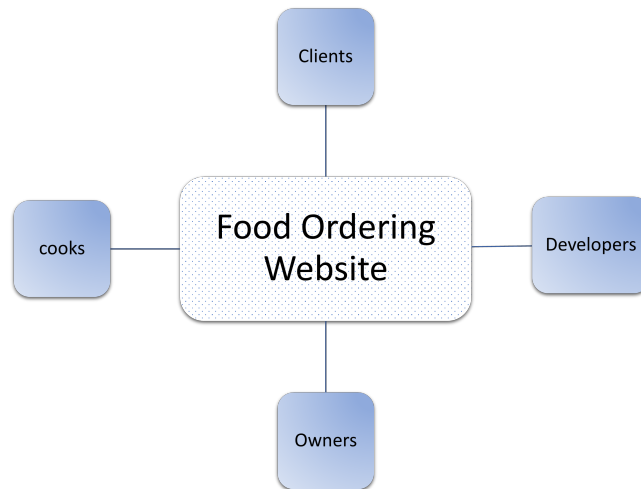 Clients
cooks
Food Ordering
Website
Developers
Owners